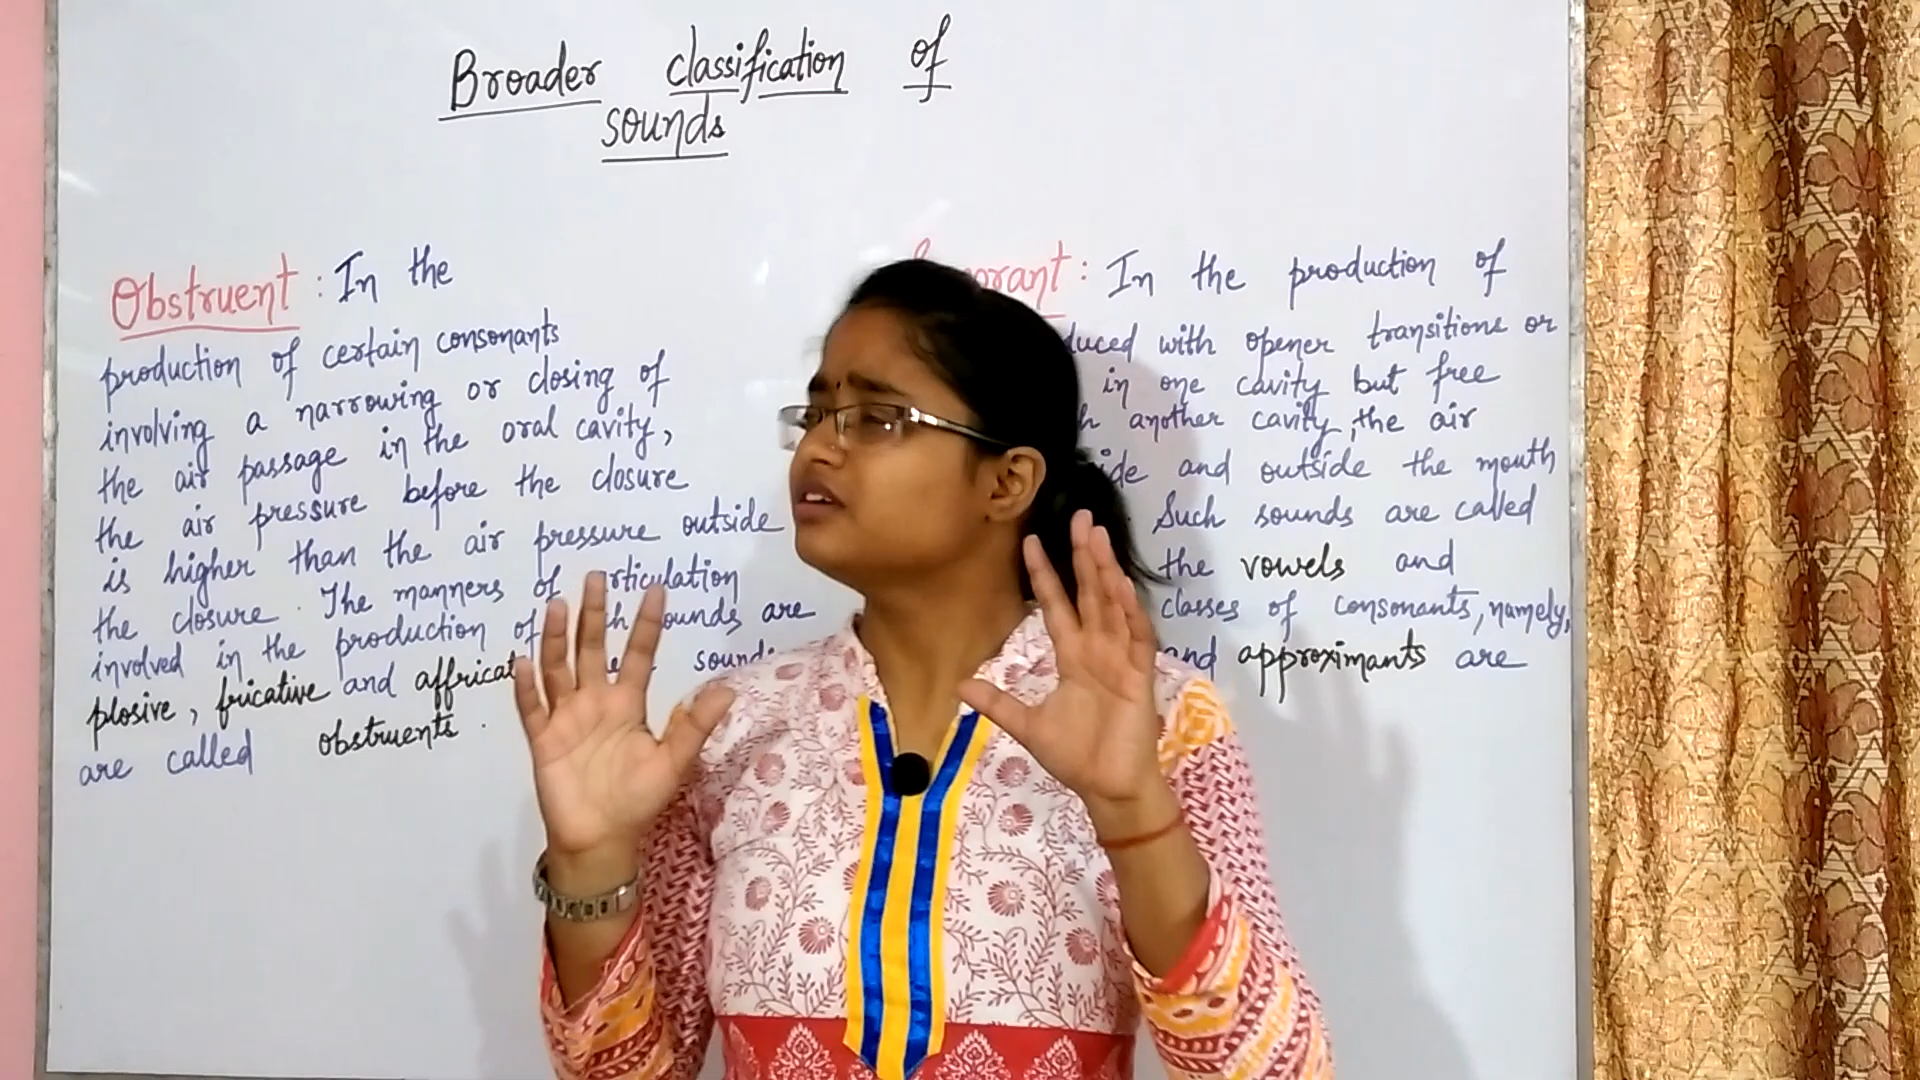 Broader classification of
sounds
Obstruent : In the
production of certain consonants
involving a narrowing or closing of
the air passage in the oral cavity,
the air pressure before the closure
is higher than the air pressure outside
the closure. The manners of articulation
involved in the production of sounds are
plosive, fricative and
are called obstruents.
: In the production of
with opener transitions or
in one cavity but free
another cavity, the air
and outside the mouth
Such sounds are called
the vowels and
classes of consonants, namely,
and approximants are